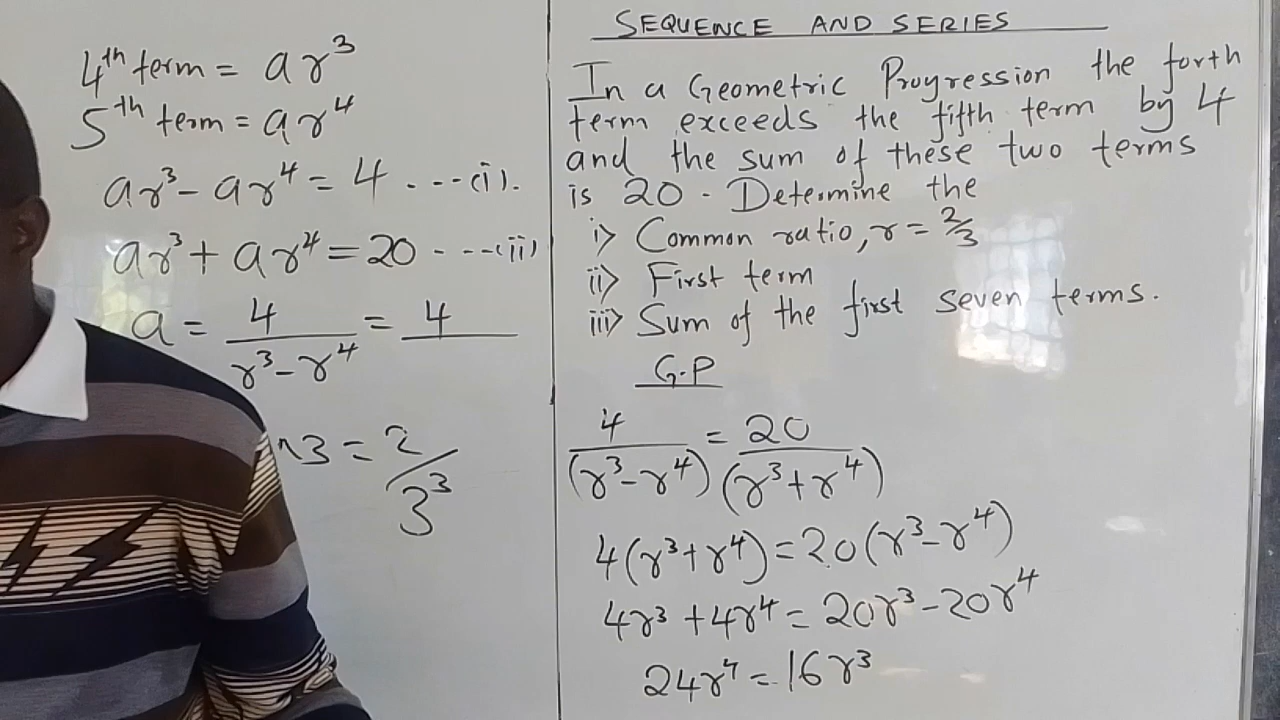 4th term = ar³
5th term = ar⁴
ar³ - ar⁴ = 4 ----(i).
ar³ + ar⁴ = 20 ----(ii)
a = 4/(r³ - r⁴) = 4/
3 = 2/3³
SEQUENCE AND SERIES
In a Geometric Progression the forth
term exceeds the fifth term by 4
and the sum of these two terms
is 20. Determine the
i) Common ratio, r = 2/3
ii) First term
iii) Sum of the first seven terms.
G.P
4/(r³ - r⁴) = 20/(r³ + r⁴)
4(r³ + r⁴) = 20(r³ - r⁴)
4r³ + 4r⁴ = 20r³ - 20r⁴
24r⁴ = 16r³